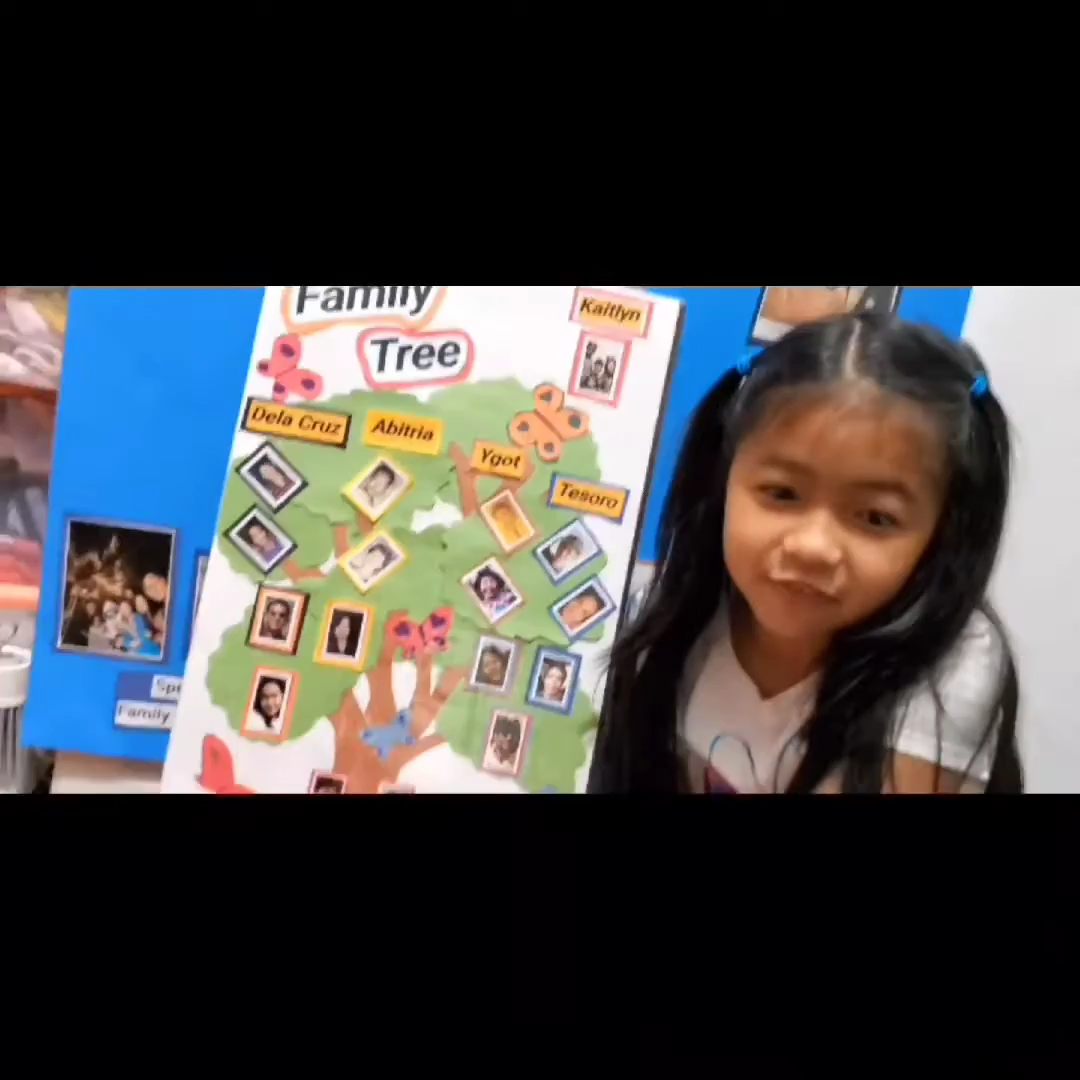 Family
Tree
Kaitlyn
Dela Cruz
Abitria
Ygot
Tesoro
Family